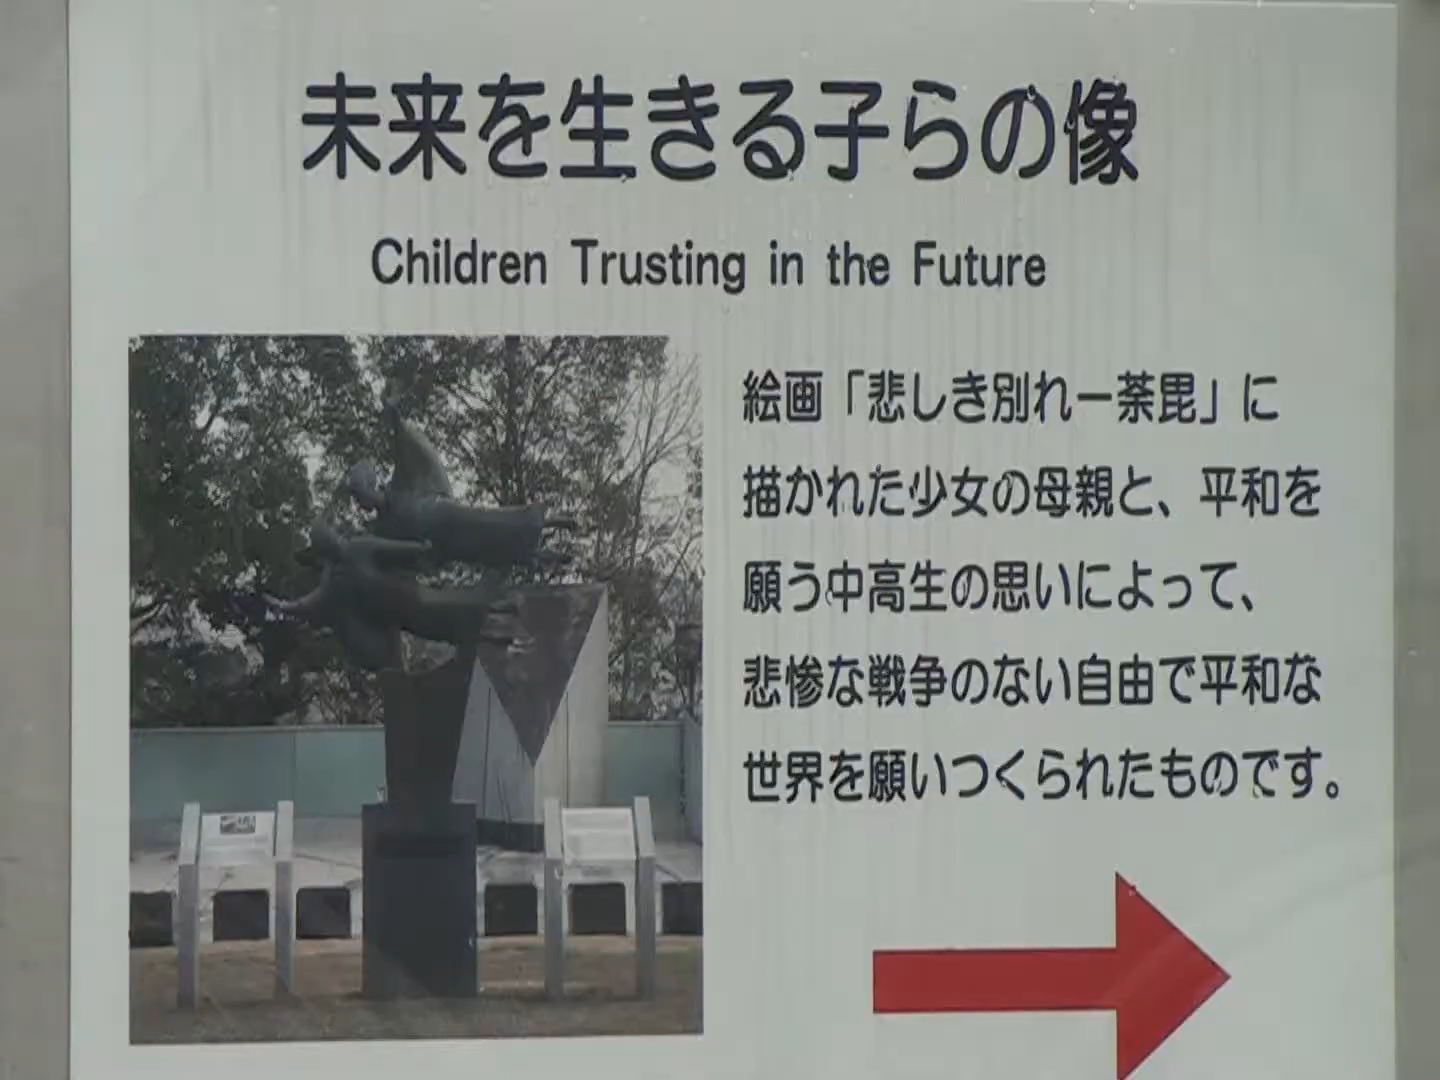 未来を生きる子らの像
Children Trusting in the Future
絵画「悲しき別れー荼毘」に
描かれた少女の母親と、平和を
願う中高生の思いによって、
悲惨な戦争のない自由で平和な
世界を願いつくられたものです。